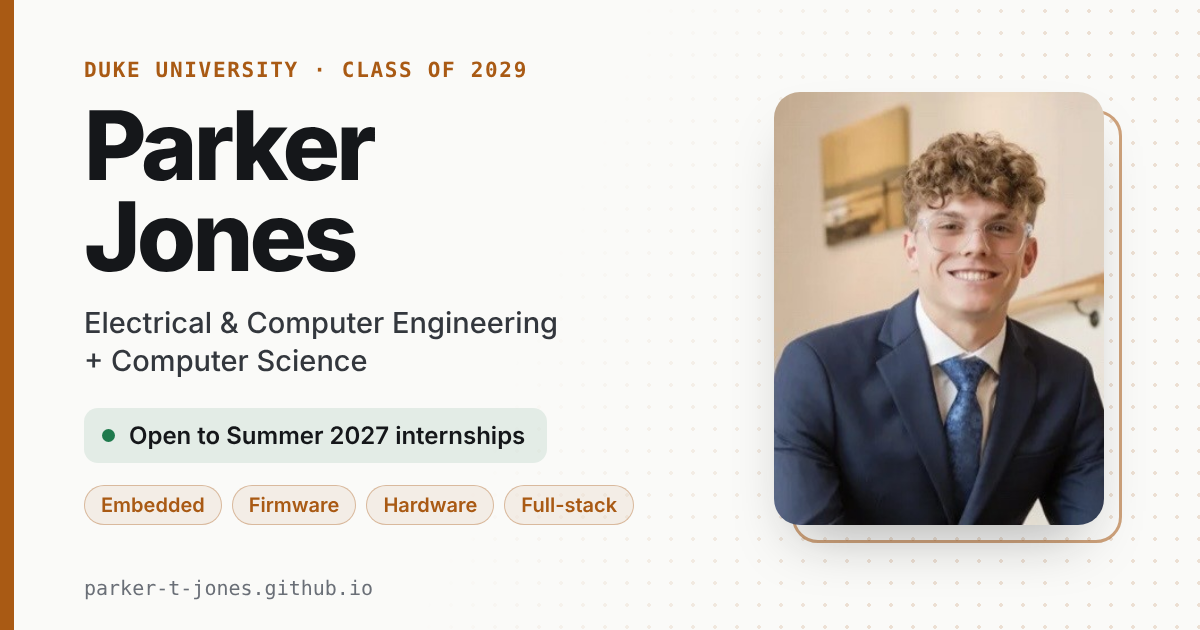 DUKE UNIVERSITY · CLASS OF 2029
Parker
Jones
Electrical & Computer Engineering
+ Computer Science
Open to Summer 2027 internships
Embedded
Firmware
Hardware
Full-stack
parker-t-jones.github.io